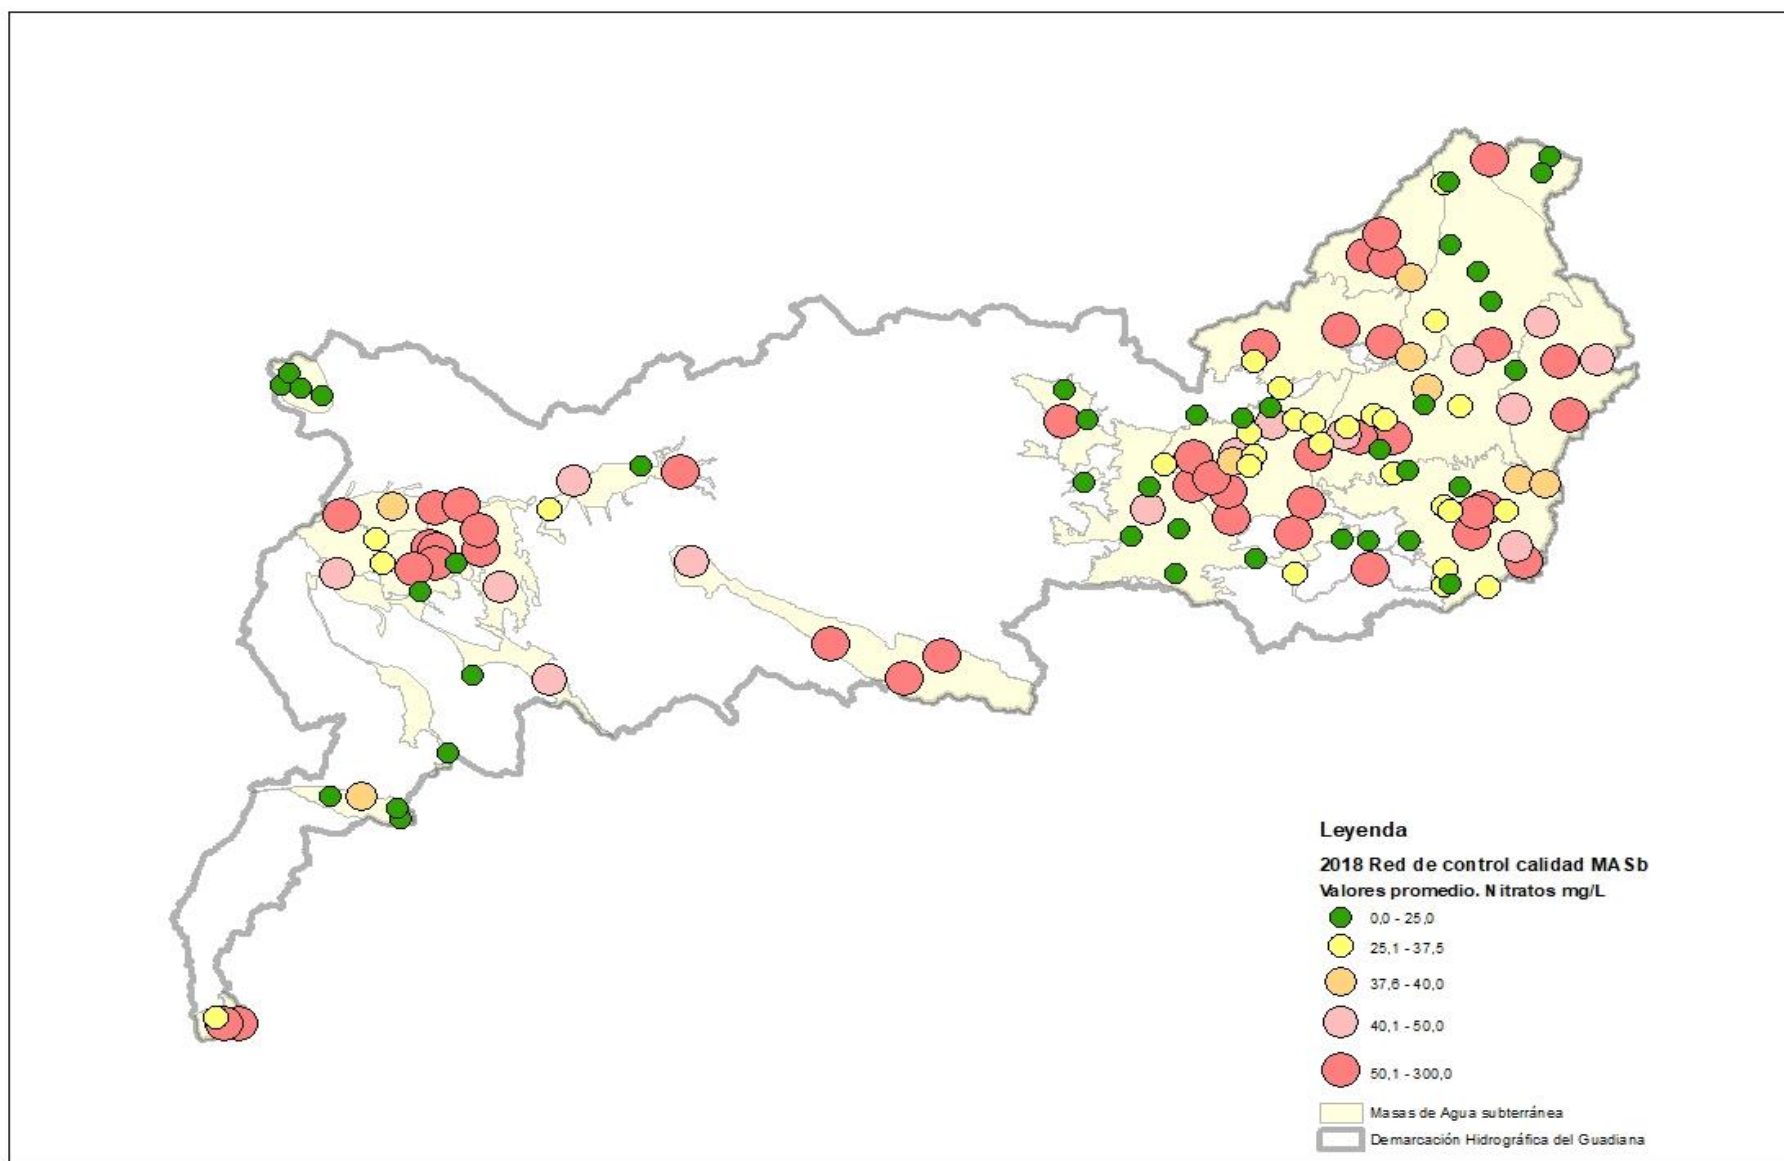 Leyenda
2018 Red de control calidad MASb
Valores promedio. Nitratos mg/L
0,0 - 25,0
25,1 - 37,5
37,6 - 40,0
40,1 - 50,0
50,1 - 300,0
Masas de Agua subterránea
Demarcación Hidrográfica del Guadiana